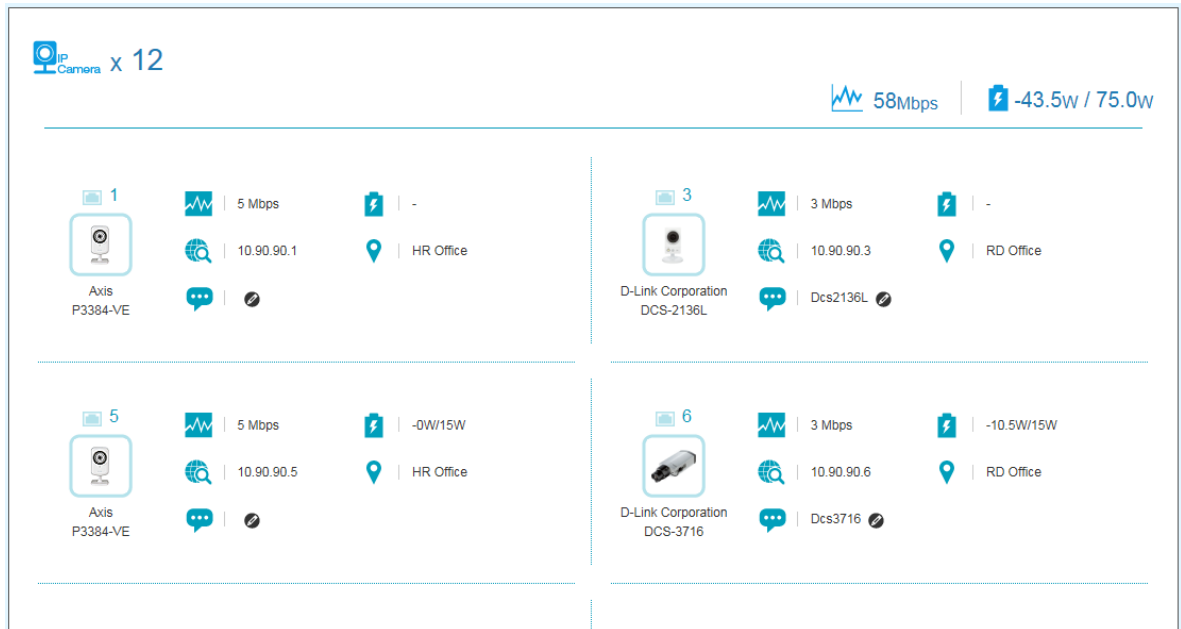 IP
Camera x 12
58Mbps -43.5W / 75.0W
1 5 Mbps -
10.90.90.1 HR Office
Axis
P3384-VE
3 3 Mbps -
10.90.90.3 RD Office
D-Link Corporation
DCS-2136L
Dcs2136L
5 5 Mbps -0W/15W
10.90.90.5 HR Office
Axis
P3384-VE
6 3 Mbps -10.5W/15W
10.90.90.6 RD Office
D-Link Corporation
DCS-3716
Dcs3716